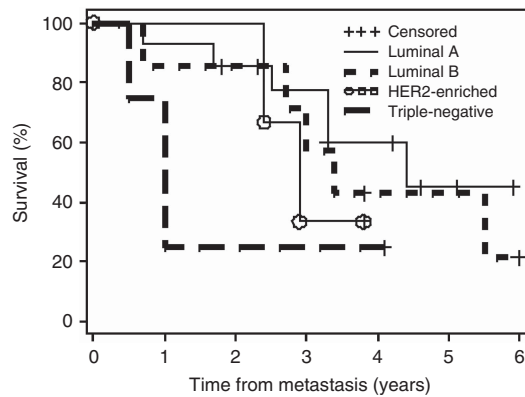 100
80
60
40
20
0
Survival (%)
Censored
Luminal A
Luminal B
HER2-enriched
Triple-negative
0 1 2 3 4 5 6
Time from metastasis (years)